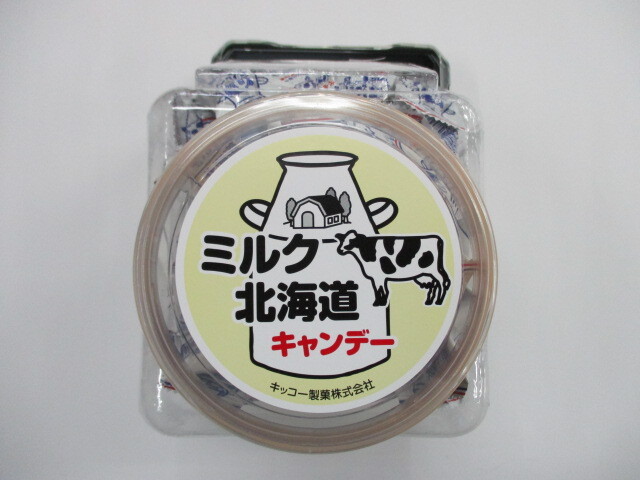 ミルク
北海道
キャンデー
キッコー製菓株式会社